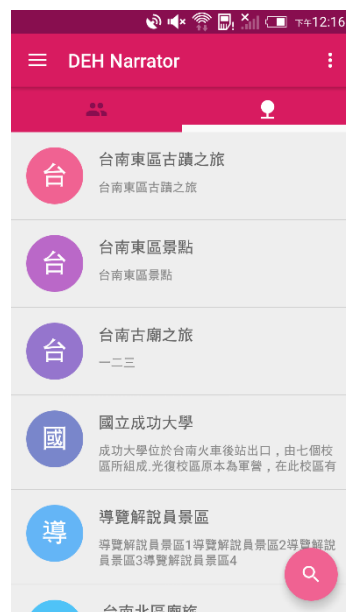 下午12:16
DEH Narrator
台
台南東區古蹟之旅
台南東區古蹟之旅
台
台南東區景點
台南東區景點
台
台南古廟之旅
一二三
國
國立成功大學
成功大學位於台南火車後站出口，由七個校
區所組成.光復校區原本為軍營，在此校區有
導
導覽解說員景區
導覽解說員景區1導覽解說員景區2導覽解說
員景區3導覽解說員景區4
台南北區廟旅